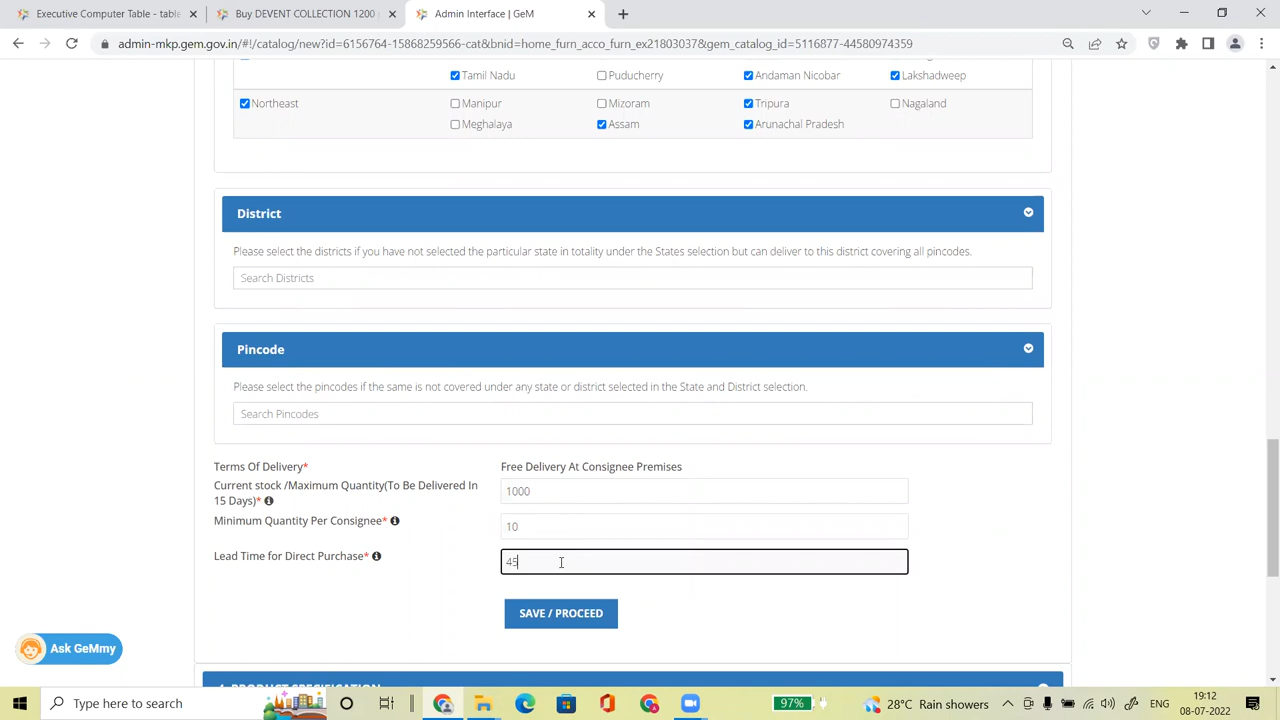 Executive Computer Table - table
Buy DEVENT COLLECTION 1200
Admin Interface | GeM
admin-mkp.gem.gov.in/#!/catalog/new?id=6156764-15868259566-cat&bnid=home_furn_acco_furn_ex21803037&gem_catalog_id=5116877-44580974359
Tamil Nadu Puducherry Andaman Nicobar Lakshadweep
Northeast Manipur Mizoram Tripura Nagaland
Meghalaya Assam Arunachal Pradesh
District
Please select the districts if you have not selected the particular state in totality under the States selection but can deliver to this district covering all pincodes.
Search Districts
Pincode
Please select the pincodes if the same is not covered under any state or district selected in the State and District selection.
Search Pincodes
Terms Of Delivery* Free Delivery At Consignee Premises
Current stock /Maximum Quantity(To Be Delivered In
15 Days)* 1000
Minimum Quantity Per Consignee* 10
Lead Time for Direct Purchase* 45
SAVE / PROCEED
Ask GeMmy
4. PRODUCT SPECIFICATION
Type here to search
97%
28°C Rain showers
ENG
19:12
08-07-2022